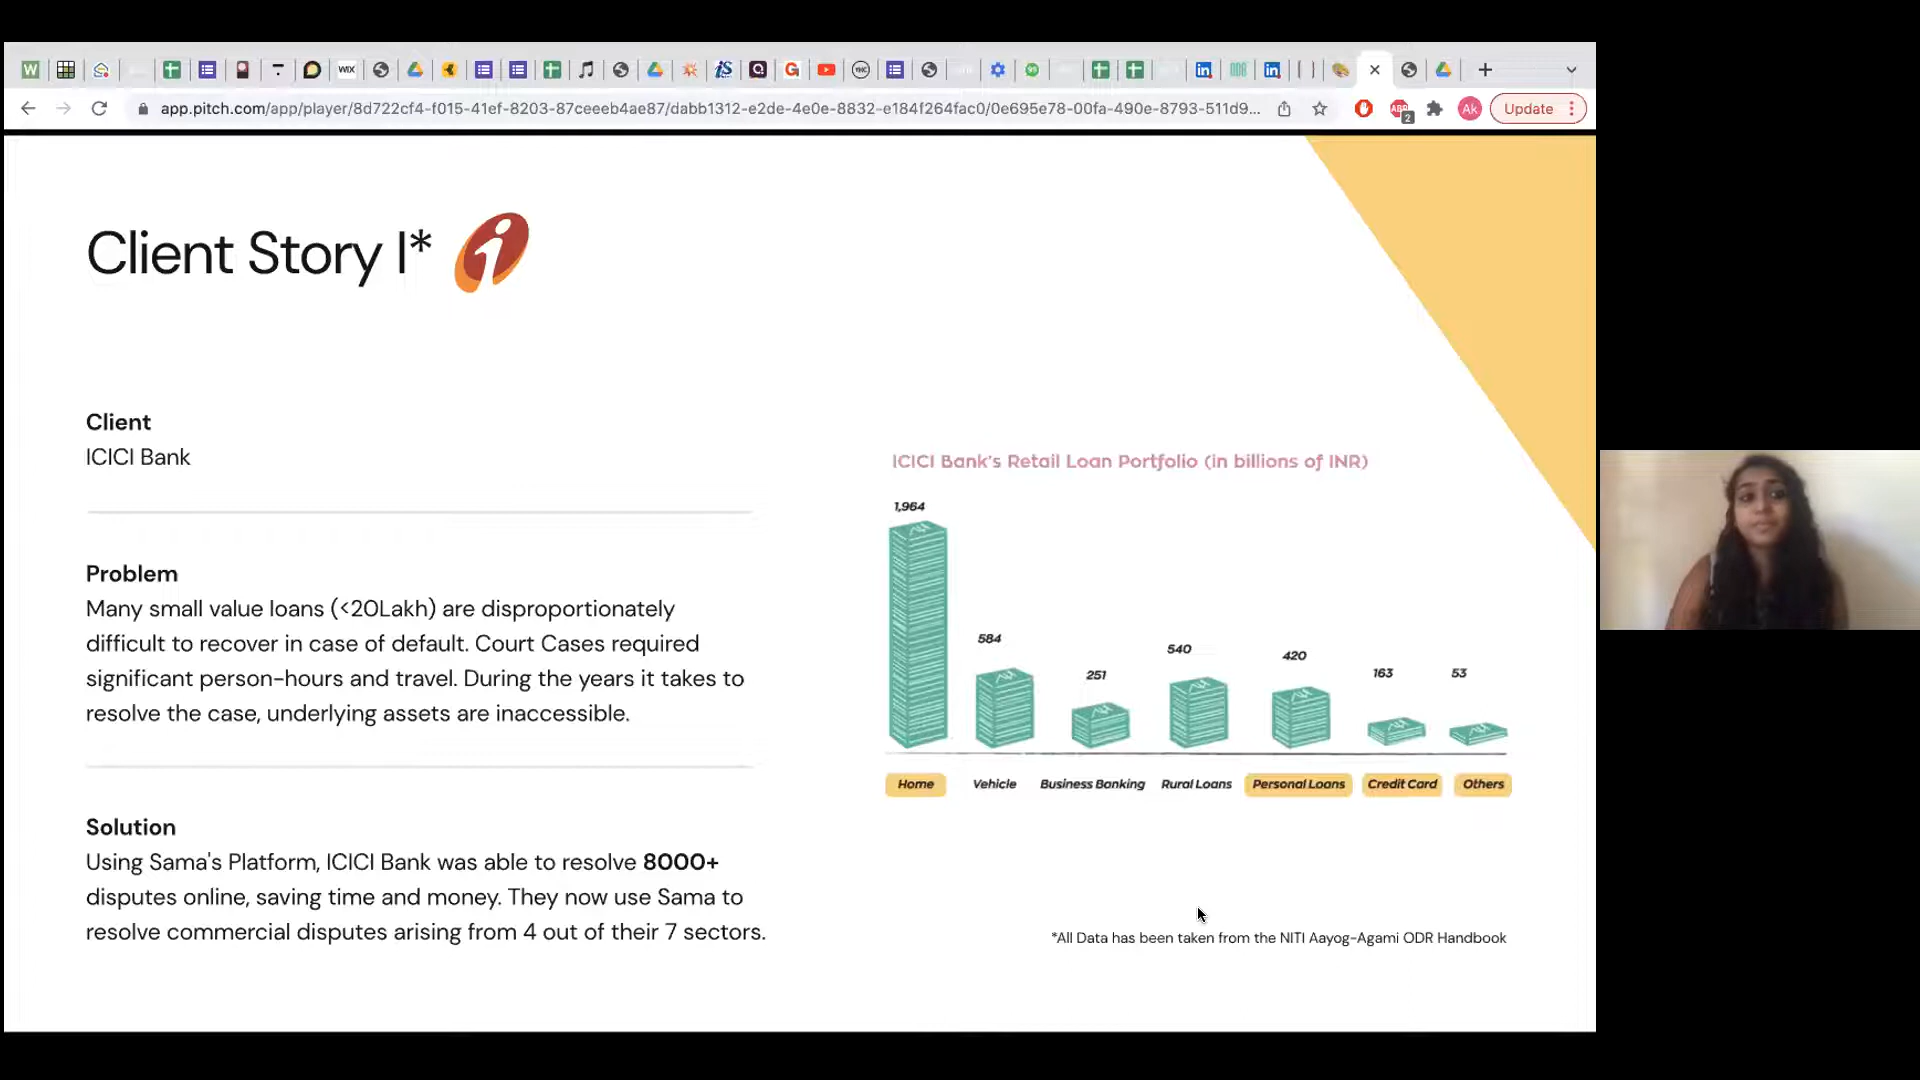 W
WIX
iS
G
THC
app.pitch.com/app/player/8d722cf4-f015-41ef-8203-87ceeeb4ae87/dabb1312-e2de-4e0e-8832-e184f264fac0/0e695e78-00fa-490e-8793-511d9...
ABP
2
Ak
Update
Client Story I*
Client
ICICI Bank
Problem
Many small value loans (<20Lakh) are disproportionately
difficult to recover in case of default. Court Cases required
significant person-hours and travel. During the years it takes to
resolve the case, underlying assets are inaccessible.
Solution
Using Sama's Platform, ICICI Bank was able to resolve 8000+
disputes online, saving time and money. They now use Sama to
resolve commercial disputes arising from 4 out of their 7 sectors.
ICICI Bank's Retail Loan Portfolio (in billions of INR)
1,964
584
251
540
420
163
53
Home Vehicle Business Banking Rural Loans Personal Loans Credit Card Others
*All Data has been taken from the NITI Aayog-Agami ODR Handbook